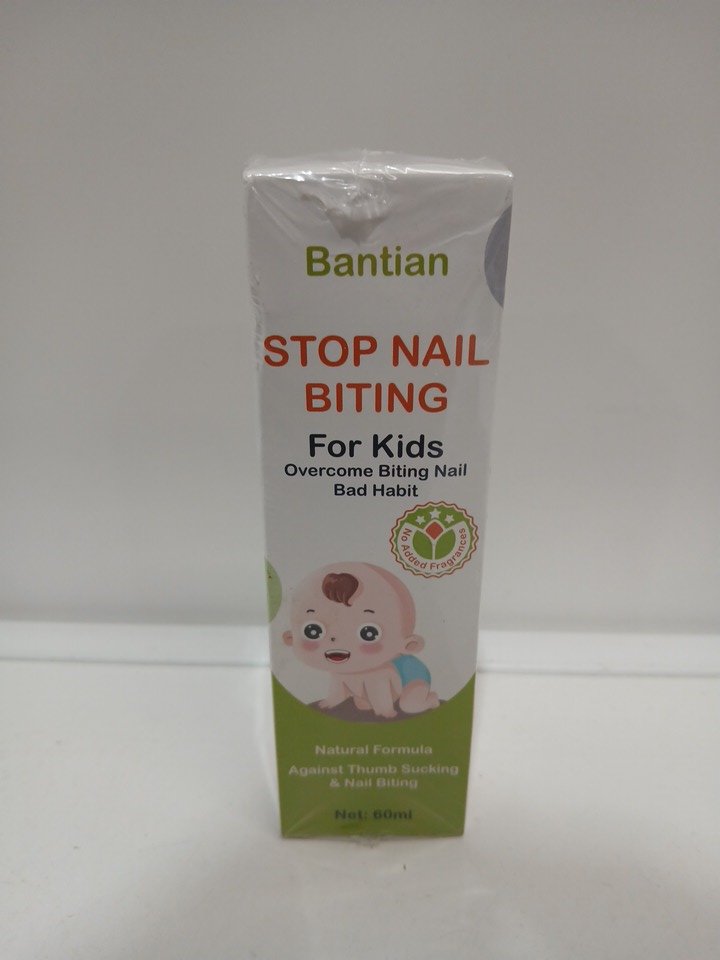 Bantian
STOP NAIL
BITING
For Kids
Overcome Biting Nail
Bad Habit
No Added Fragrances
Natural Formula
Against Thumb Sucking
& Nail Biting
Net: 60ml